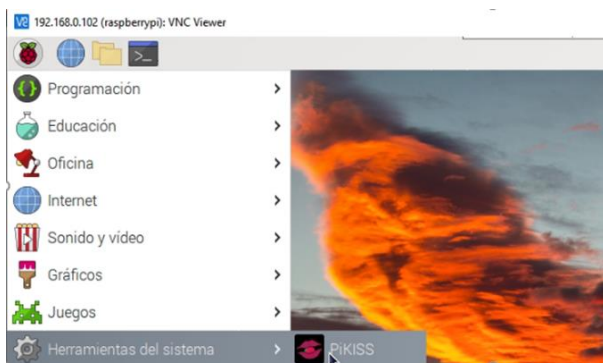 192.168.0.102 (raspberrypi): VNC Viewer
Programación
Educación
Oficina
Internet
Sonido y vídeo
Gráficos
Juegos
Herramientas del sistema
PiKISS